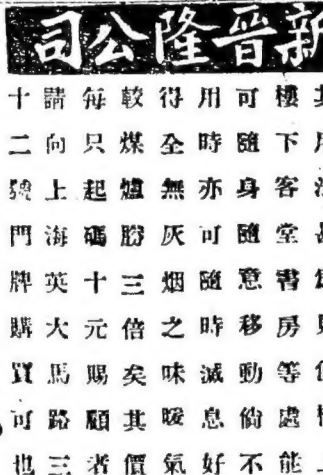 新晉隆公司
樓下客堂書房等處能
可隨身隨意移動倘不
用時亦可隨時滅息好
得全無灰烟之味暖氣
較煤爐勝三倍矣其價
每只起碼十元賜顧者
請向上海英大馬路三
十二號門牌購買可也